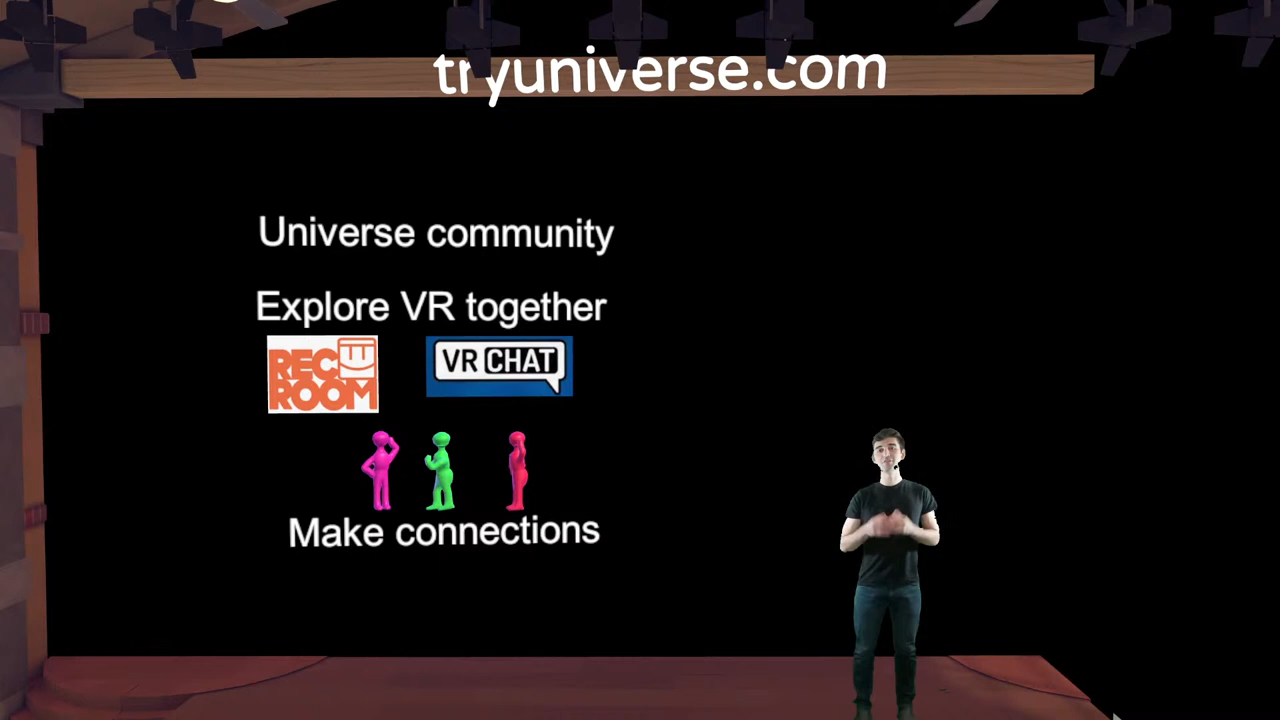 tryuniverse.com
Universe community
Explore VR together
REC ROOM
VR CHAT
Make connections